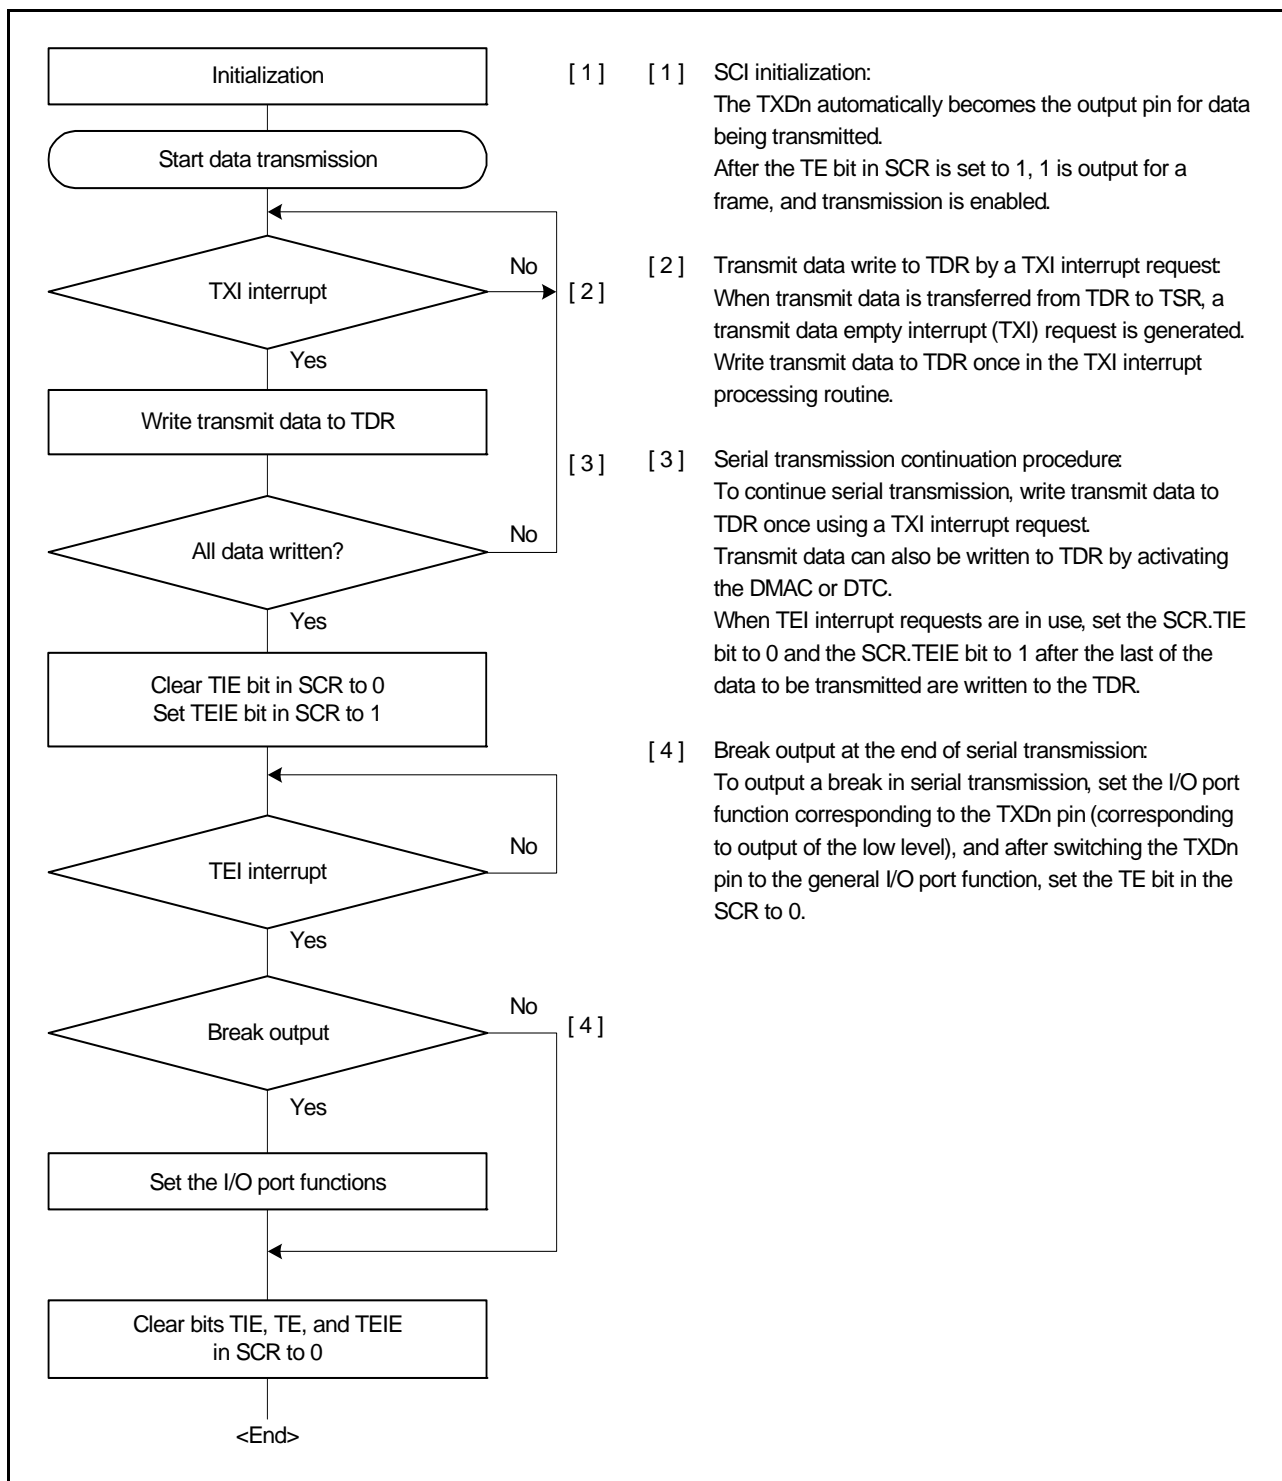 Initialization
[ 1 ]
Start data transmission
TXI interrupt
No
[ 2 ]
Yes
Write transmit data to TDR
[ 3 ]
All data written?
No
Yes
Clear TIE bit in SCR to 0
Set TEIE bit in SCR to 1
TEI interrupt
No
Yes
Break output
No
[ 4 ]
Yes
Set the I/O port functions
Clear bits TIE, TE, and TEIE
in SCR to 0
<End>
[ 1 ] SCI initialization:
The TXDn automatically becomes the output pin for data
being transmitted.
After the TE bit in SCR is set to 1, 1 is output for a
frame, and transmission is enabled.
[ 2 ] Transmit data write to TDR by a TXI interrupt request:
When transmit data is transferred from TDR to TSR, a
transmit data empty interrupt (TXI) request is generated.
Write transmit data to TDR once in the TXI interrupt
processing routine.
[ 3 ] Serial transmission continuation procedure:
To continue serial transmission, write transmit data to
TDR once using a TXI interrupt request.
Transmit data can also be written to TDR by activating
the DMAC or DTC.
When TEI interrupt requests are in use, set the SCR.TIE
bit to 0 and the SCR.TEIE bit to 1 after the last of the
data to be transmitted are written to the TDR.
[ 4 ] Break output at the end of serial transmission:
To output a break in serial transmission, set the I/O port
function corresponding to the TXDn pin (corresponding
to output of the low level), and after switching the TXDn
pin to the general I/O port function, set the TE bit in the
SCR to 0.